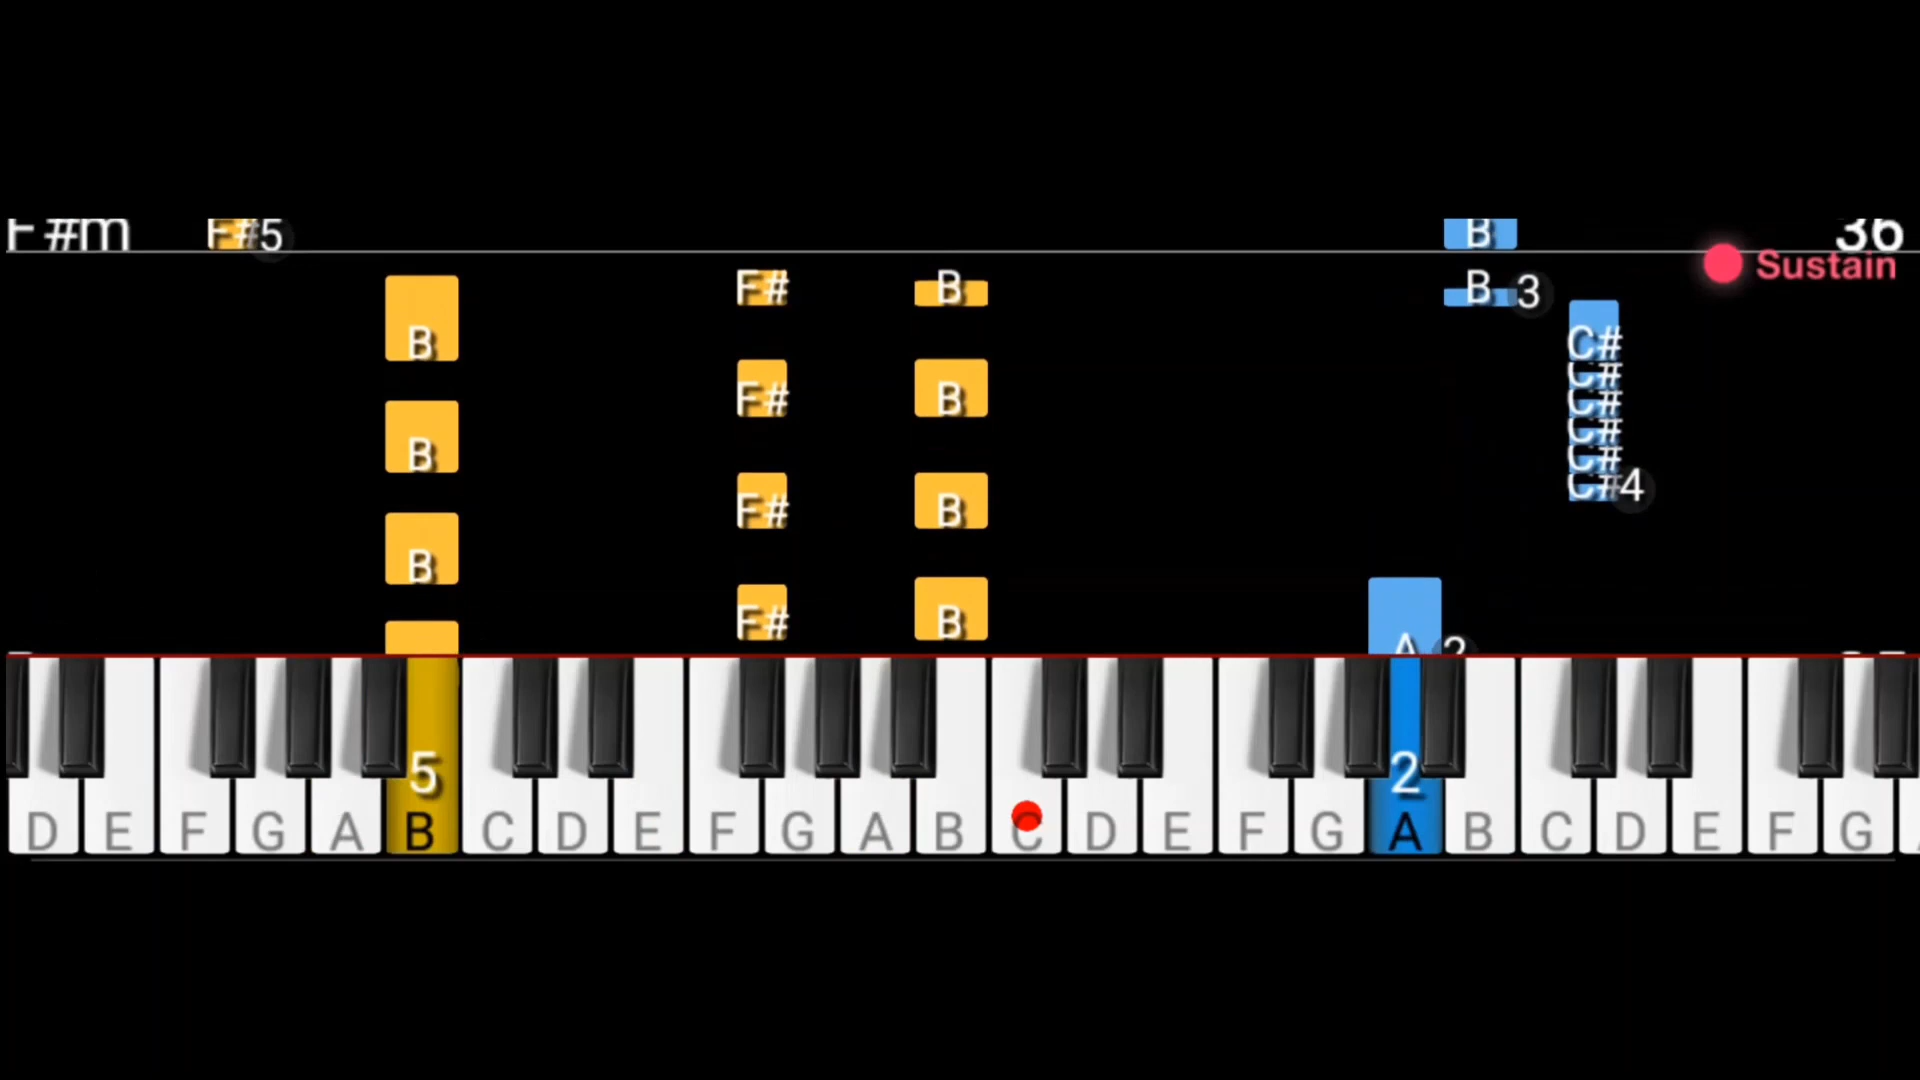 F#m F#5 B 36
Sustain
F# B B 3
B C#
C#
F# B C#
C#
B C#
C#4
F# B
B
F# B A 2
5 2
D E F G A B C D E F G A B C D E F G A B C D E F G